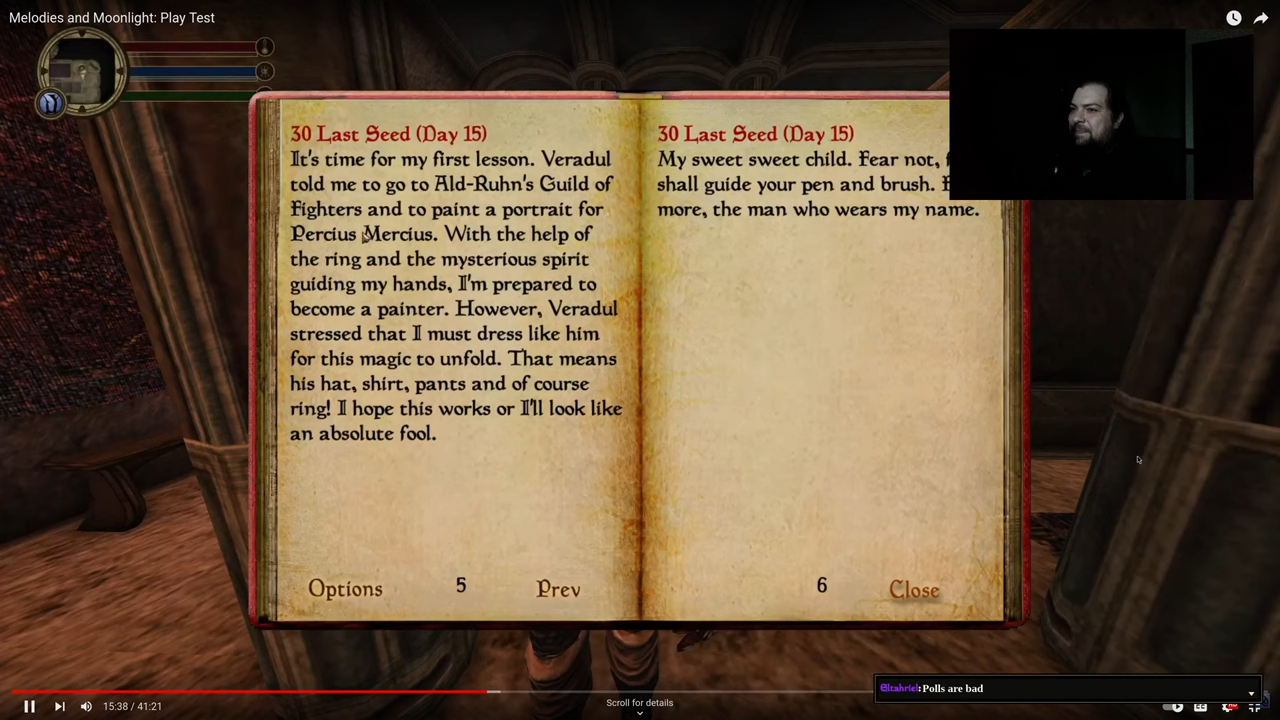 Melodies and Moonlight: Play Test
30 Last Seed (Day 15)
It's time for my first lesson. Veradul
told me to go to Ald-Ruhn's Guild of
Fighters and to paint a portrait for
Percius Mercius. With the help of
the ring and the mysterious spirit
guiding my hands, I'm prepared to
become a painter. However, Veradul
stressed that I must dress like him
for this magic to unfold. That means
his hat, shirt, pants and of course
ring! I hope this works or I'll look like
an absolute fool.
30 Last Seed (Day 15)
My sweet sweet child. Fear not,
shall guide your pen and brush.
more, the man who wears my name.
Options
5
Prev
6
Close
Eltahriel: Polls are bad
15:38 / 41:21
Scroll for details